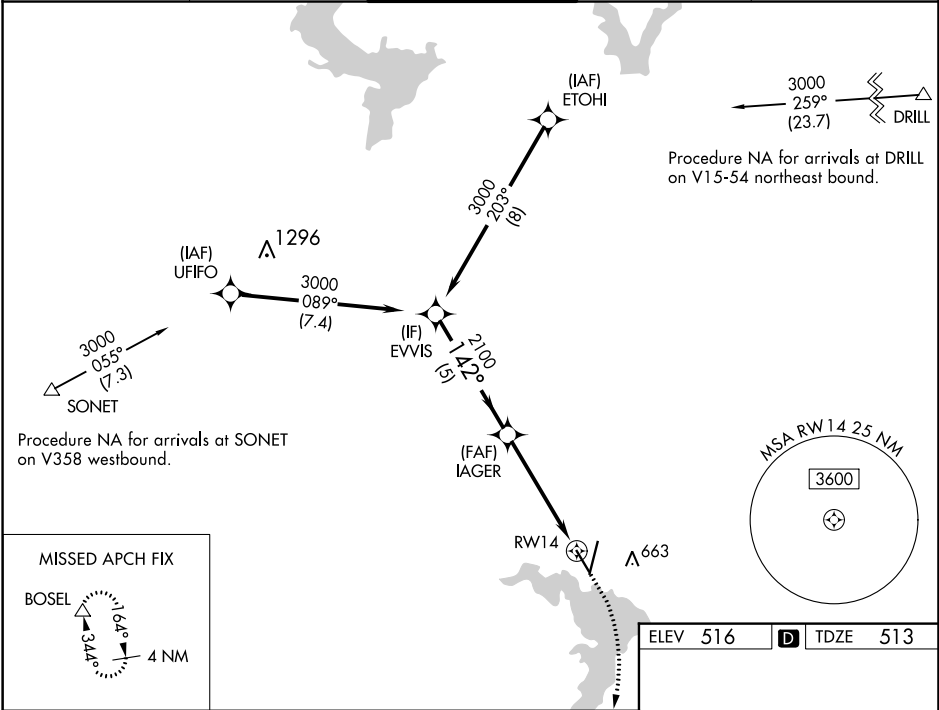 (IAF)
ETOHI
3000
259°
(23.7)
DRILL
Procedure NA for arrivals at DRILL
on V15-54 northeast bound.
3000
203°
(8)
1296
(IAF)
UFIFO
3000
089°
(7.4)
(IF)
EVVIS
2100
142°
(5)
3000
055°
(7.3)
SONET
Procedure NA for arrivals at SONET
on V358 westbound.
(FAF)
IAGER
MSA RW14 25 NM
3600
RW14
663
MISSED APCH FIX
BOSEL
164°
344°
4 NM
ELEV 516 D TDZE 513